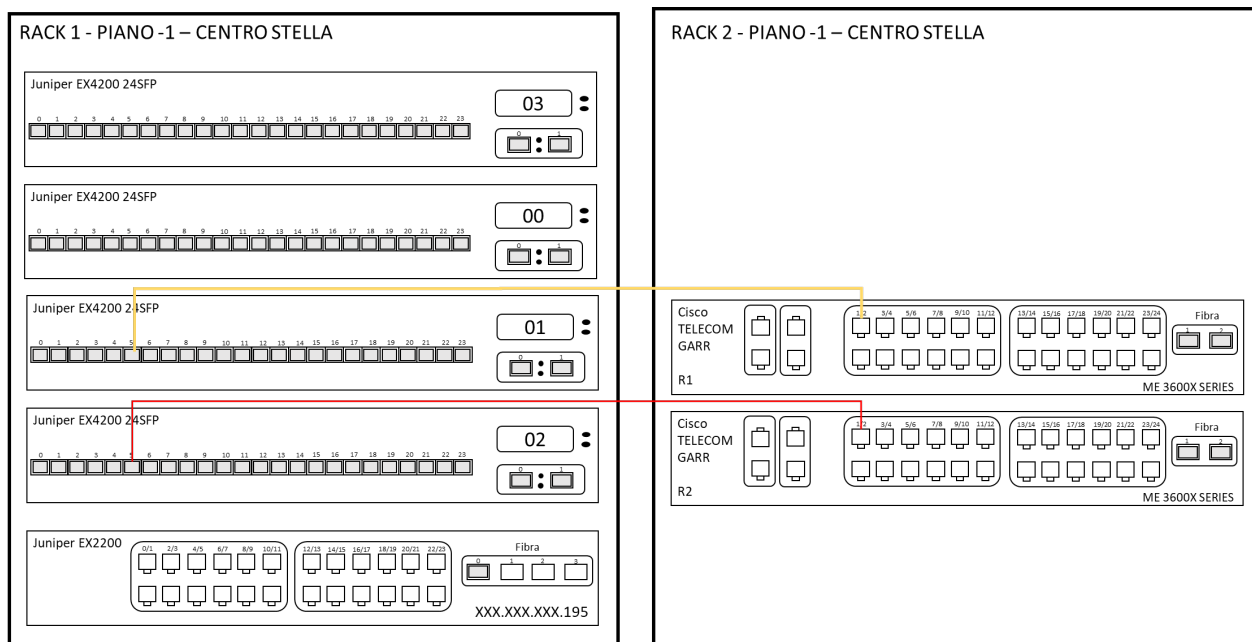 RACK 1 - PIANO -1 – CENTRO STELLA
Juniper EX4200 24SFP
03
0 1 2 3 4 5 6 7 8 9 10 11 12 13 14 15 16 17 18 19 20 21 22 23
0 1
Juniper EX4200 24SFP
00
0 1 2 3 4 5 6 7 8 9 10 11 12 13 14 15 16 17 18 19 20 21 22 23
0 1
Juniper EX4200 24SFP
01
0 1 2 3 4 5 6 7 8 9 10 11 12 13 14 15 16 17 18 19 20 21 22 23
0 1
Juniper EX4200 24SFP
02
0 1 2 3 4 5 6 7 8 9 10 11 12 13 14 15 16 17 18 19 20 21 22 23
0 1
Juniper EX2200
0/1 2/3 4/5 6/7 8/9 10/11 12/13 14/15 16/17 18/19 20/21 22/23
Fibra
0 1 2 3
XXX.XXX.XXX.195
RACK 2 - PIANO -1 – CENTRO STELLA
Cisco
TELECOM
GARR
R1
1/2 3/4 5/6 7/8 9/10 11/12 13/14 15/16 17/18 19/20 21/22 23/24
Fibra
1 2
ME 3600X SERIES
Cisco
TELECOM
GARR
R2
1/2 3/4 5/6 7/8 9/10 11/12 13/14 15/16 17/18 19/20 21/22 23/24
Fibra
1 2
ME 3600X SERIES